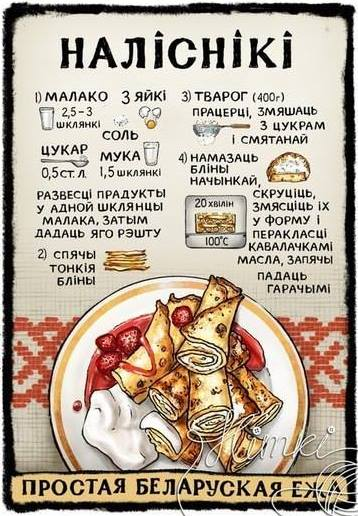 НАЛІСНІКІ
1) МАЛАКО 3 ЯЙКІ
2,5-3
ШКЛЯНКІ
СОЛЬ
ЦУКАР МУКА
0,5 СТ. Л. 1,5 ШКЛЯНКІ
РАЗВЕСЦІ ПРАДУКТЫ
У АДНОЙ ШКЛЯНЦЫ
МАЛАКА, ЗАТЫМ
ДАДАЦЬ ЯГО РЭШТУ
2) СПЯЧЫ
ТОНКІЯ
БЛІНЫ
3) ТВАРОГ (400г)
ПРАЦЕРЦІ, ЗМЯШАЦЬ
З ЦУКРАМ
І СМЯТАНАЙ
4) НАМАЗАЦЬ
БЛІНЫ
НАЧЫНКАЙ,
СКРУЦІЦЬ,
ЗМЯСЦІЦЬ ІХ
У ФОРМУ І
ПЕРАКЛАСЦІ
КАВАЛАЧКАМІ
МАСЛА, ЗАПЯЧЫ
20 ХВІЛІН
100°С
ПАДАЦЬ
ГАРАЧЫМІ
ПРОСТАЯ БЕЛАРУСКАЯ ЕЖА